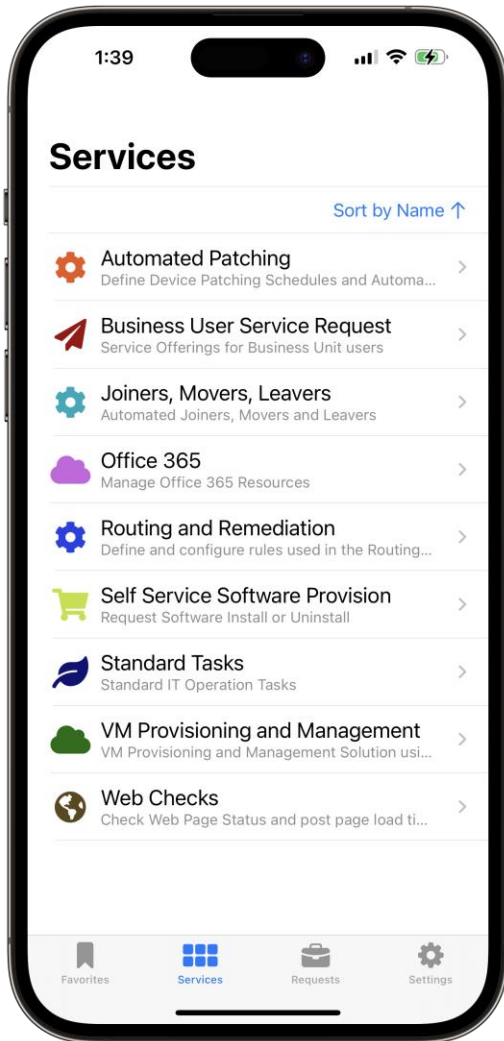 1:39
Services
Sort by Name ↑
Automated Patching
Define Device Patching Schedules and Automa...
Business User Service Request
Service Offerings for Business Unit users
Joiners, Movers, Leavers
Automated Joiners, Movers and Leavers
Office 365
Manage Office 365 Resources
Routing and Remediation
Define and configure rules used in the Routing...
Self Service Software Provision
Request Software Install or Uninstall
Standard Tasks
Standard IT Operation Tasks
VM Provisioning and Management
VM Provisioning and Management Solution usi...
Web Checks
Check Web Page Status and post page load ti...
Favorites Services Requests Settings